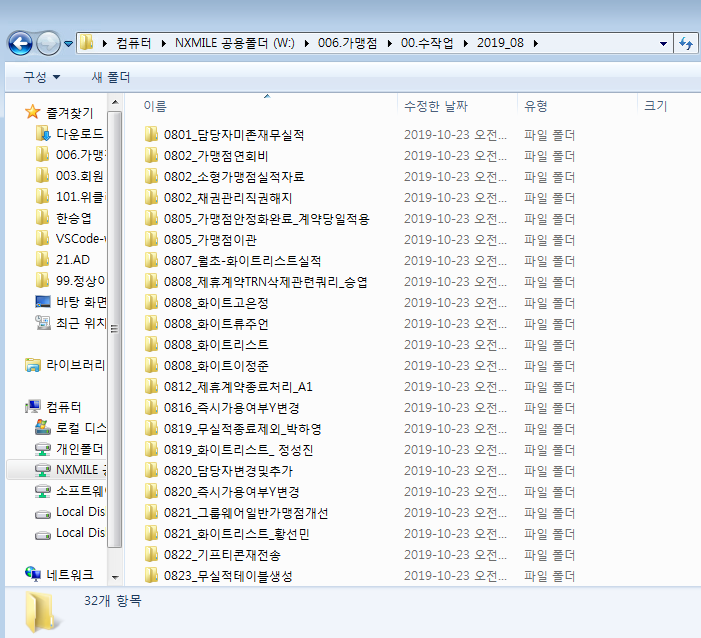 컴퓨터 ▸ NXMILE 공용폴더 (W:) ▸ 006.가맹점 ▸ 00.수작업 ▸ 2019_08 ▸
구성 새 폴더
이름 수정한 날짜 유형 크기
즐겨찾기
다운로드
006.가맹
003.회원
101.위클
한승엽
VSCode-
21.AD
99.정상
바탕 화면
최근 위치
라이브러리
컴퓨터
로컬 디스
개인폴더
NXMILE
소프트웨
Local Dis
Local Dis
네트워크
0801_담당자미존재무실적 2019-10-23 오전... 파일 폴더
0802_가맹점연회비 2019-10-23 오전... 파일 폴더
0802_소형가맹점실적자료 2019-10-23 오전... 파일 폴더
0802_채권관리직권해지 2019-10-23 오전... 파일 폴더
0805_가맹점안정화완료_계약당일적용 2019-10-23 오전... 파일 폴더
0805_가맹점이관 2019-10-23 오전... 파일 폴더
0807_월초-화이트리스트실적 2019-10-23 오전... 파일 폴더
0808_제휴계약TRN삭제관련쿼리_승엽 2019-10-23 오전... 파일 폴더
0808_화이트고은정 2019-10-23 오전... 파일 폴더
0808_화이트류주언 2019-10-23 오전... 파일 폴더
0808_화이트리스트 2019-10-23 오전... 파일 폴더
0808_화이트이정준 2019-10-23 오전... 파일 폴더
0812_제휴계약종료처리_A1 2019-10-23 오전... 파일 폴더
0816_즉시가용여부Y변경 2019-10-23 오전... 파일 폴더
0819_무실적종료제외_박하영 2019-10-23 오전... 파일 폴더
0819_화이트리스트_ 정성진 2019-10-23 오전... 파일 폴더
0820_담당자변경및추가 2019-10-23 오전... 파일 폴더
0820_즉시가용여부Y변경 2019-10-23 오전... 파일 폴더
0821_그룹웨어일반가맹점개선 2019-10-23 오전... 파일 폴더
0821_화이트리스트_황선민 2019-10-23 오전... 파일 폴더
0822_기프티콘재전송 2019-10-23 오전... 파일 폴더
0823_무실적테이블생성 2019-10-23 오전... 파일 폴더
32개 항목